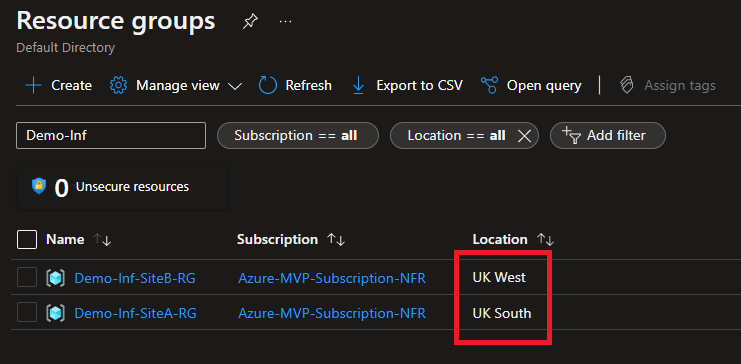 Resource groups
Default Directory
Create Manage view Refresh Export to CSV Open query Assign tags
Demo-Inf Subscription == all Location == all Add filter
0 Unsecure resources
Name Subscription Location
Demo-Inf-SiteB-RG Azure-MVP-Subscription-NFR UK West
Demo-Inf-SiteA-RG Azure-MVP-Subscription-NFR UK South